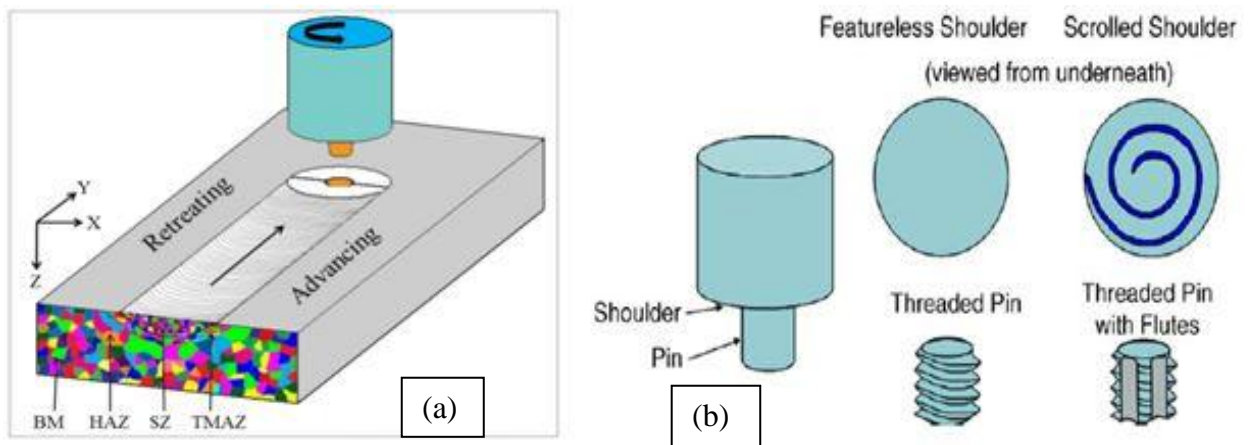 Y
X
Z
Retreating
Advancing
BM
HAZ
SZ
TMAZ
(a)
Featureless Shoulder
Scrolled Shoulder
(viewed from underneath)
Shoulder
Pin
Threaded Pin
Threaded Pin
with Flutes
(b)